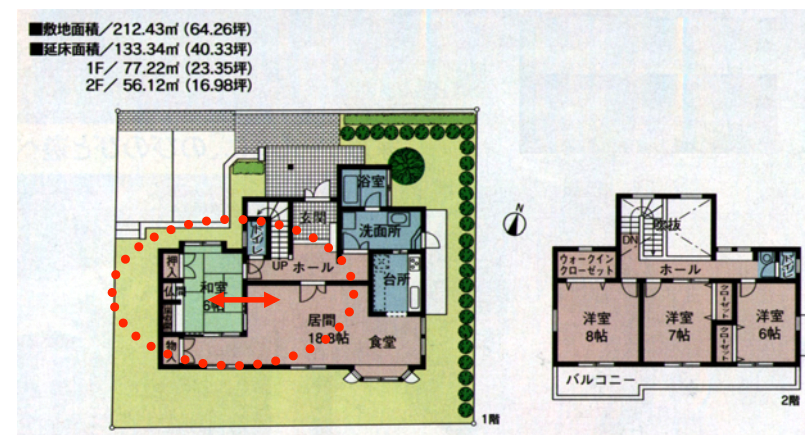 ■敷地面積／212.43㎡（64.26坪）
■延床面積／133.34㎡（40.33坪）
1F／ 77.22㎡（23.35坪）
2F／ 56.12㎡（16.98坪）
浴室
玄関
トイレ
洗面所
UP
ホール
押入
仏間
和室
6帖
台所
物入
居間
18.3帖
食堂
1階
N
吹抜
DN
ウォークイン
クローゼット
ホール
トイレ
洋室
8帖
洋室
7帖
クローゼット
クローゼット
洋室
6帖
バルコニー
2階